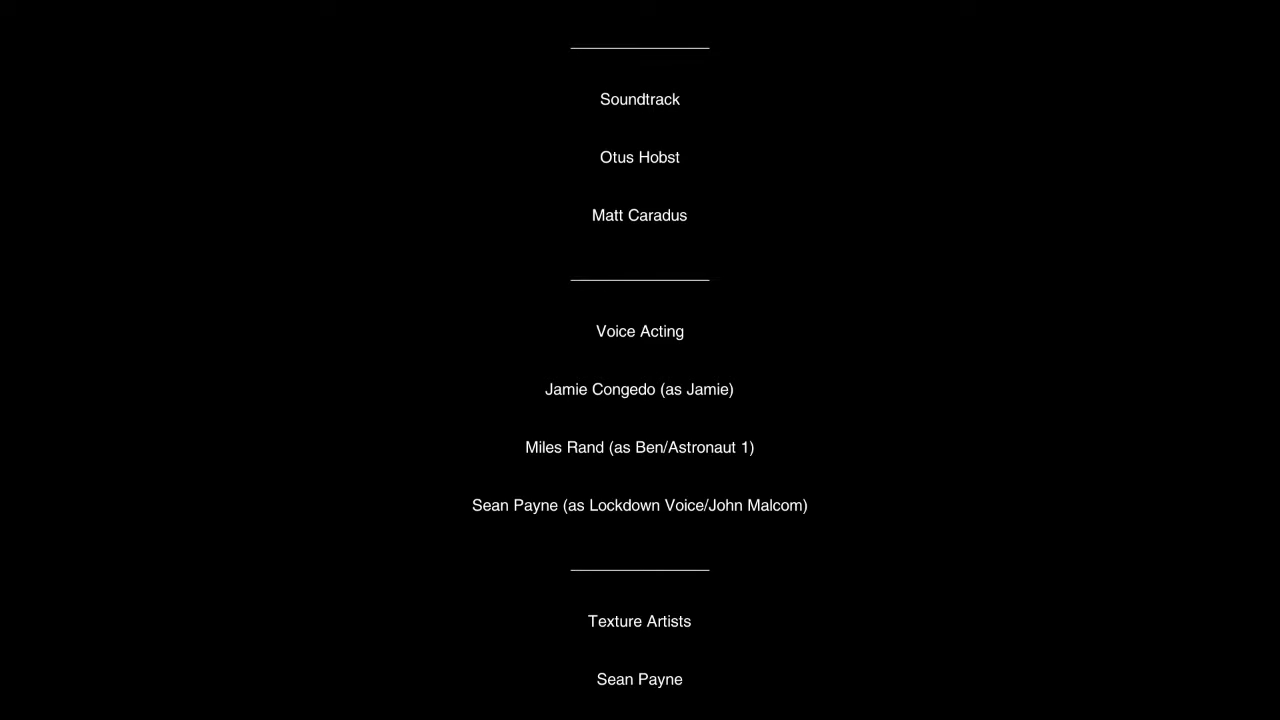 Soundtrack
Otus Hobst
Matt Caradus
Voice Acting
Jamie Congedo (as Jamie)
Miles Rand (as Ben/Astronaut 1)
Sean Payne (as Lockdown Voice/John Malcom)
Texture Artists
Sean Payne